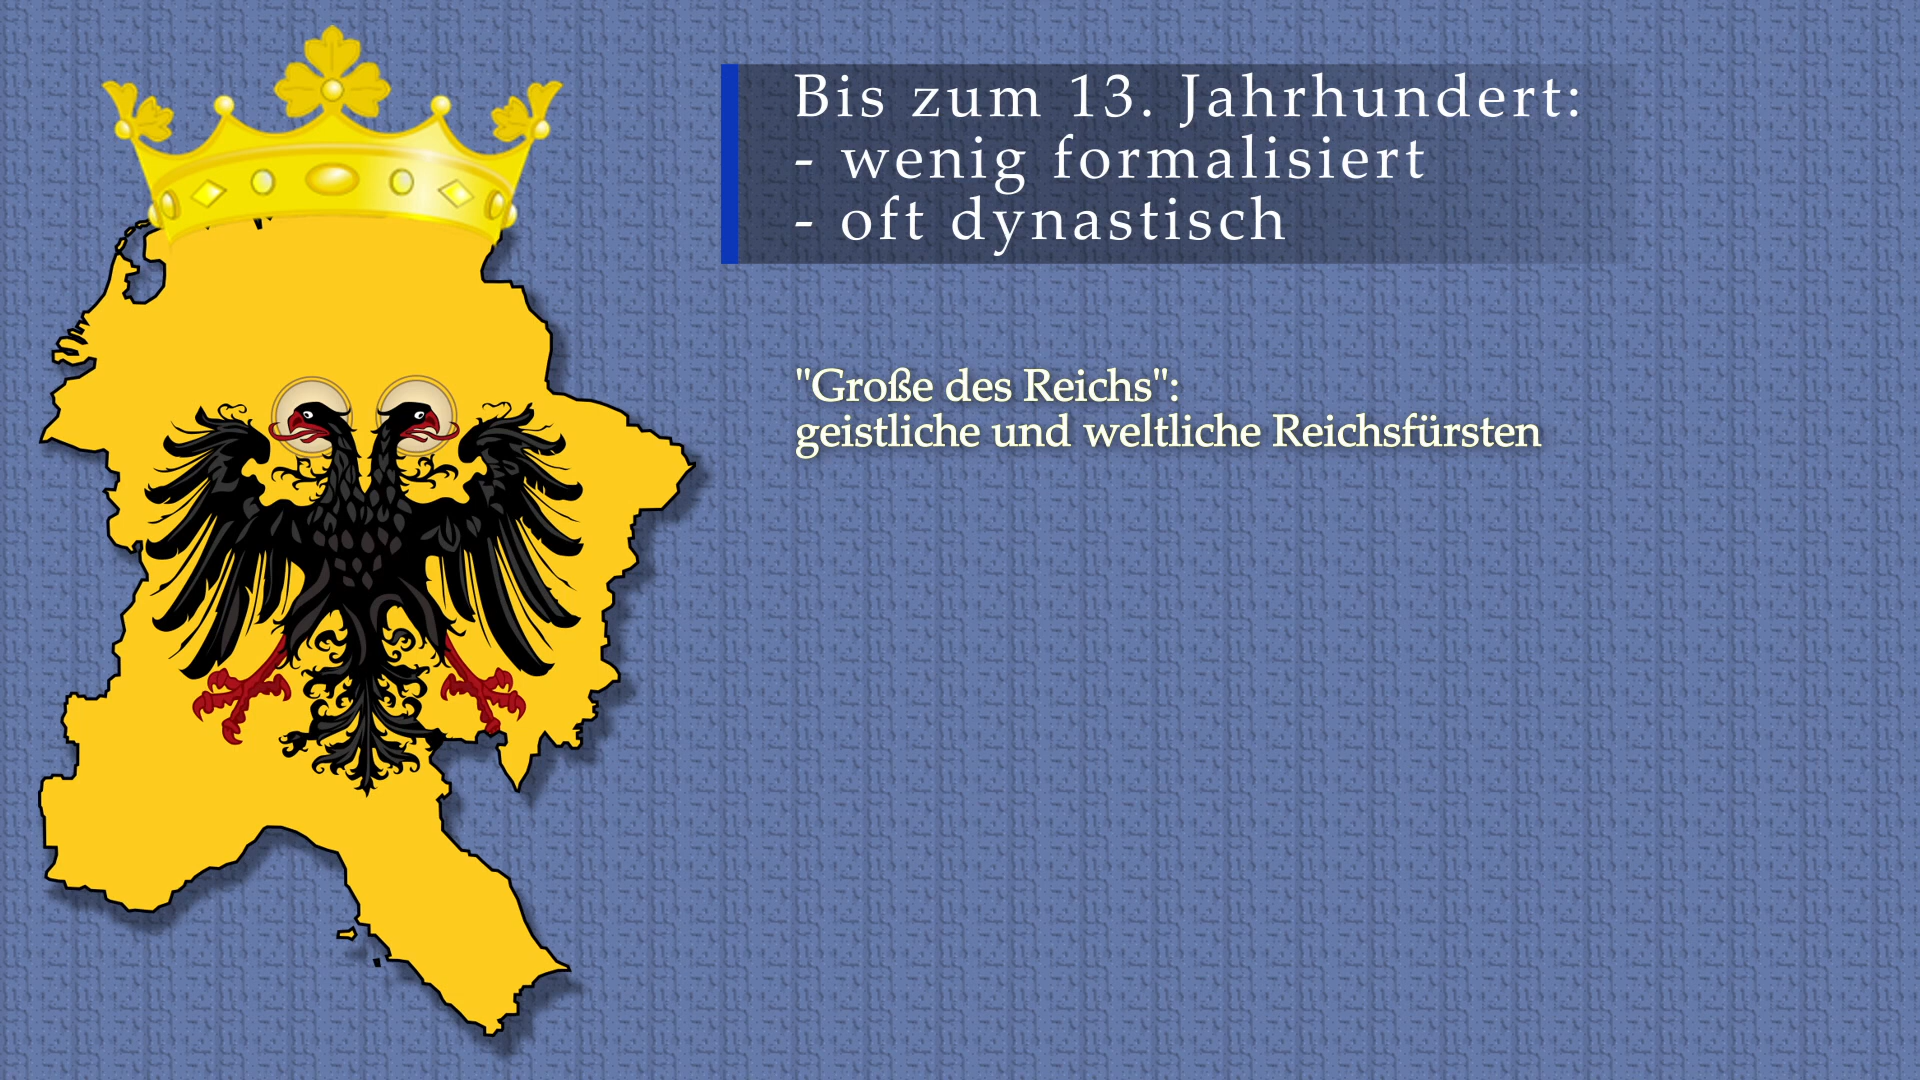 Bis zum 13. Jahrhundert:
- wenig formalisiert
- oft dynastisch
"Große des Reichs":
geistliche und weltliche Reichsfürsten